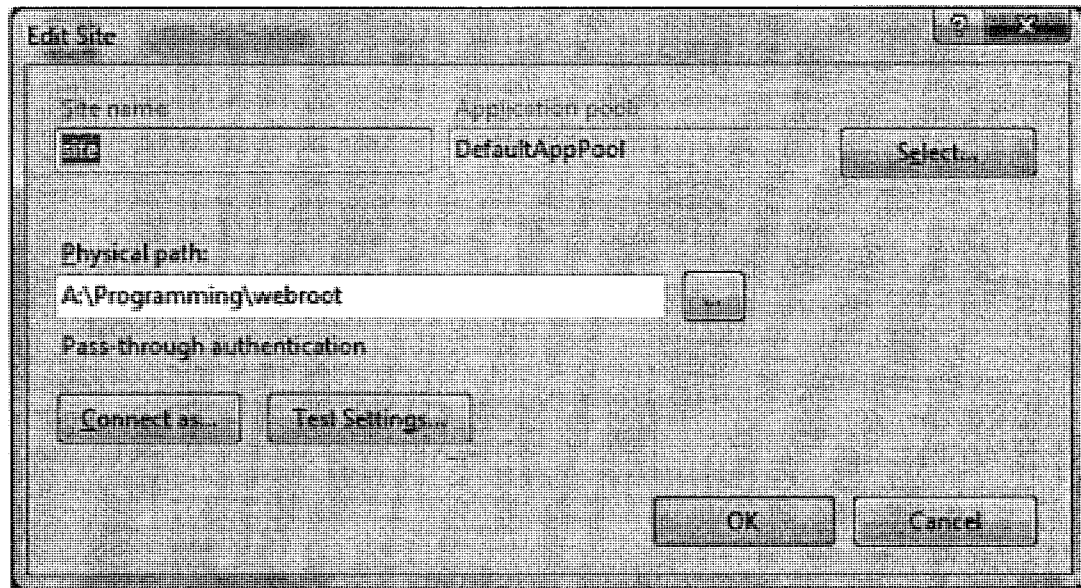 Edit Site
Site name
Application pool:
DefaultAppPool
Select...
Physical path:
A:\Programming\webroot
...
Pass-through authentication
Connect as...
Test Settings...
OK
Cancel